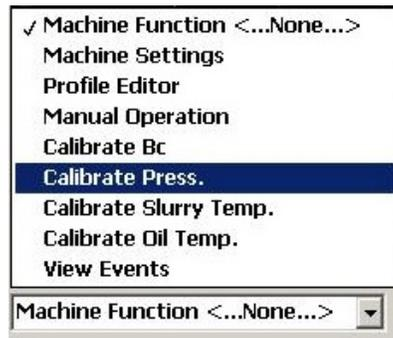 ✓ Machine Function <...None...>
Machine Settings
Profile Editor
Manual Operation
Calibrate Bc
Calibrate Press.
Calibrate Slurry Temp.
Calibrate Oil Temp.
View Events
Machine Function <...None...>